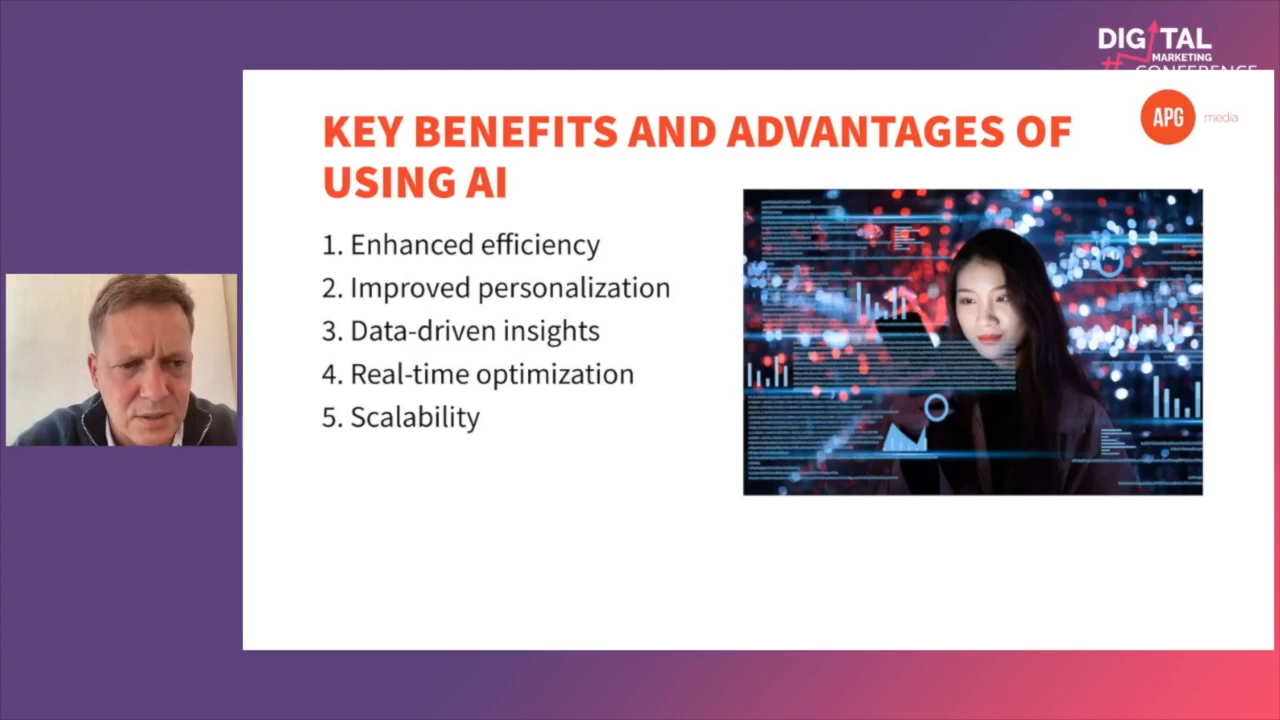 DIGITAL
MARKETING
#CONFERENCE
APG media
KEY BENEFITS AND ADVANTAGES OF
USING AI
1. Enhanced efficiency
2. Improved personalization
3. Data-driven insights
4. Real-time optimization
5. Scalability